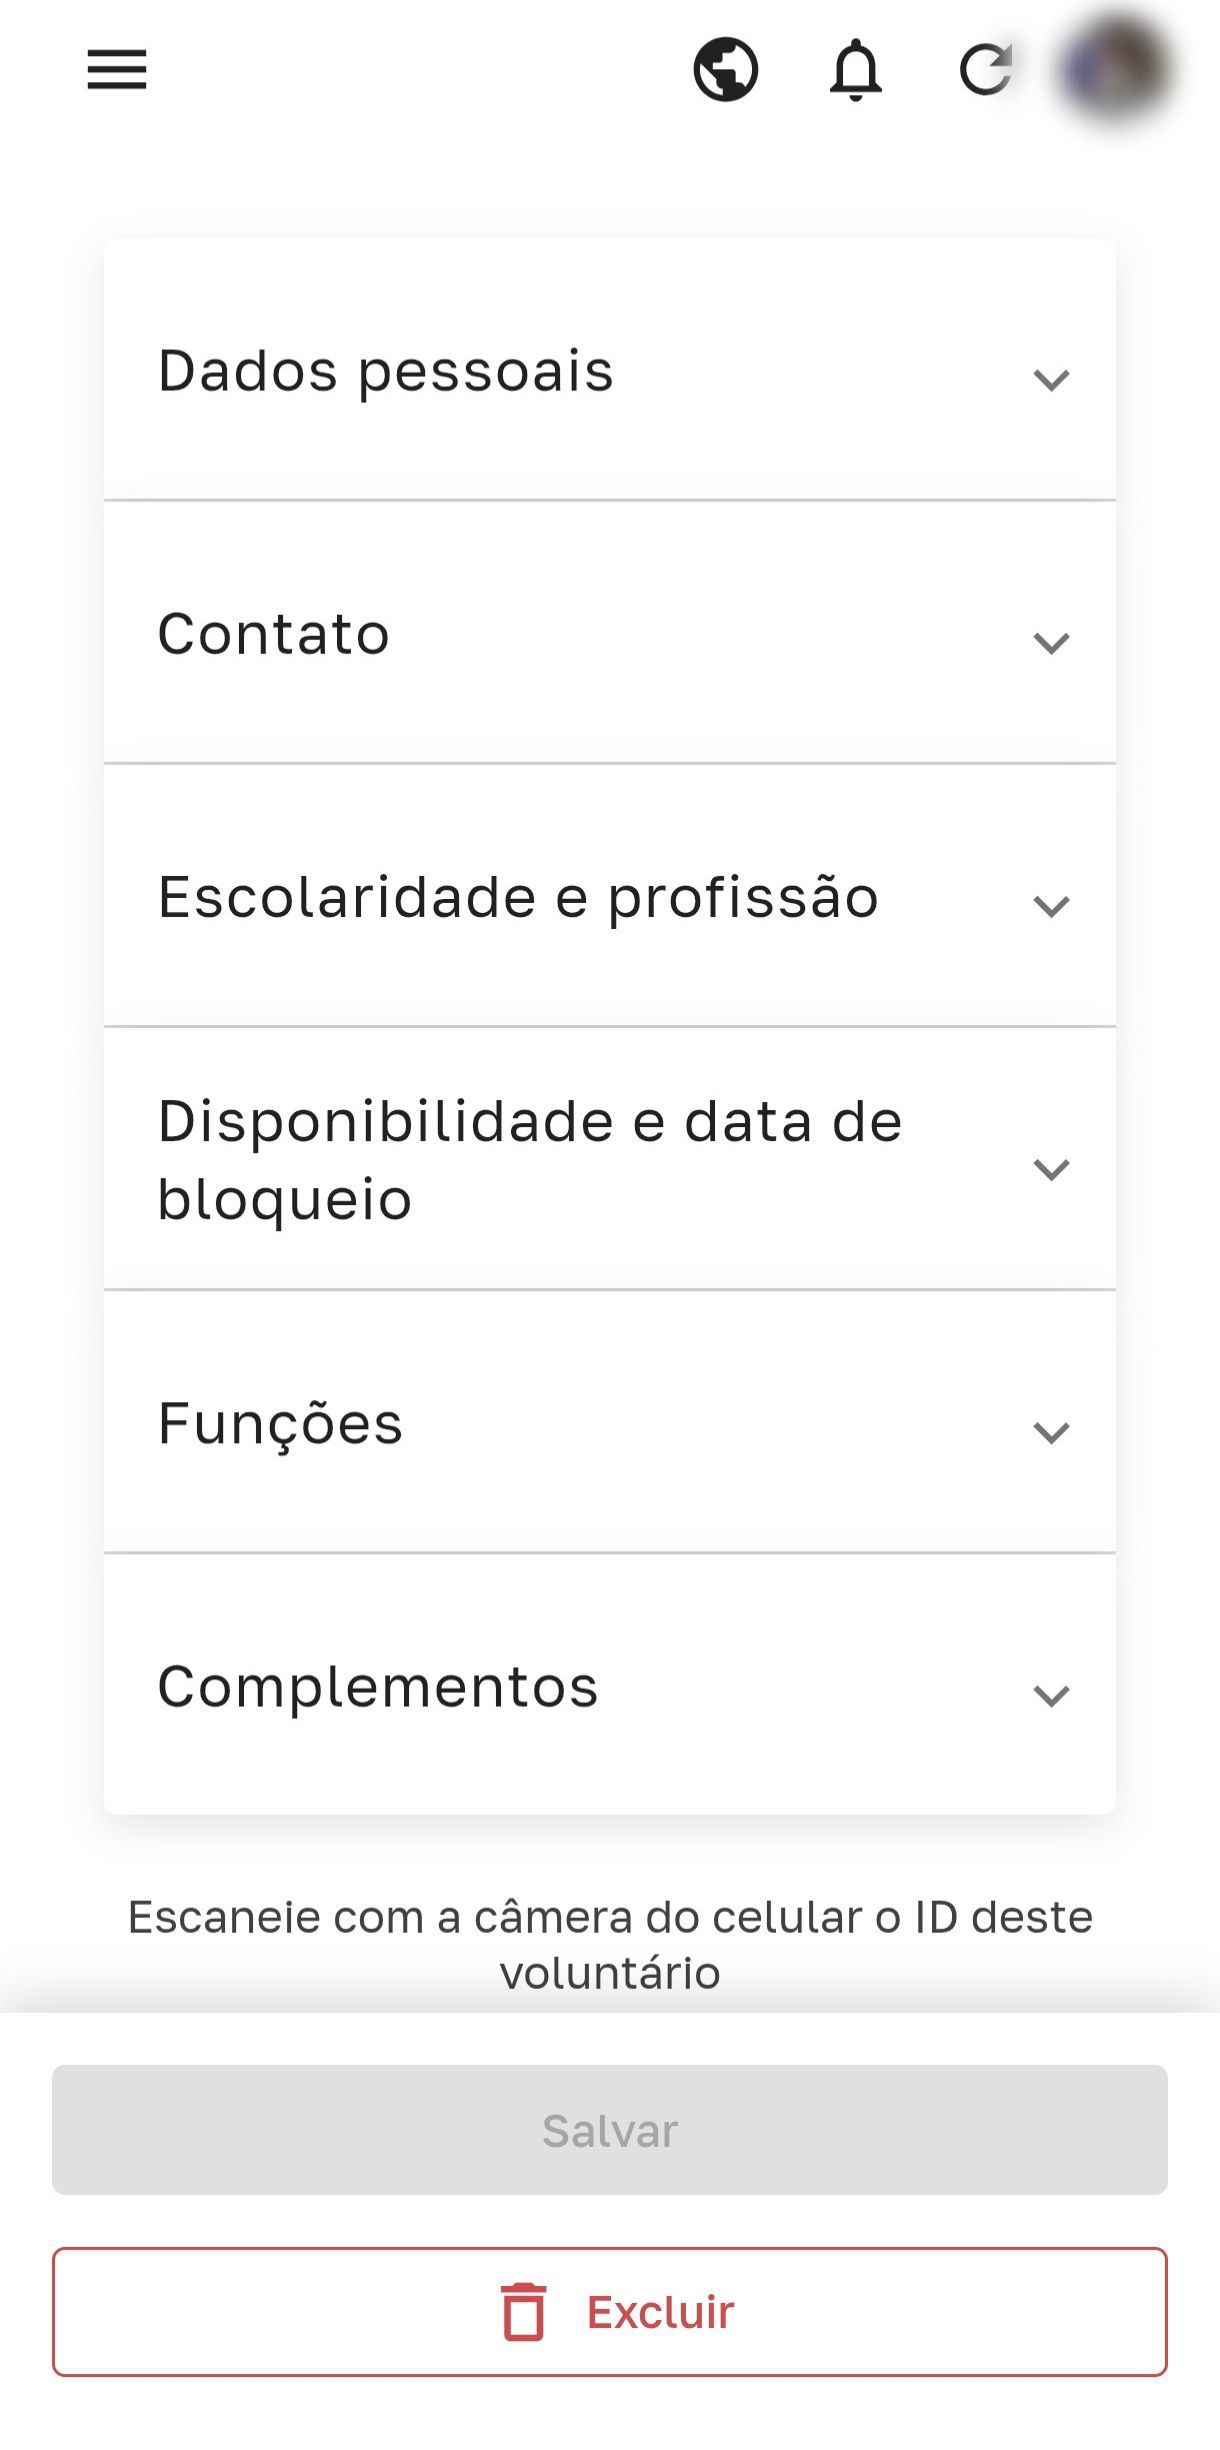 Dados pessoais
Contato
Escolaridade e profissão
Disponibilidade e data de
bloqueio
Funções
Complementos
Escaneie com a câmera do celular o ID deste
voluntário
Salvar
Excluir